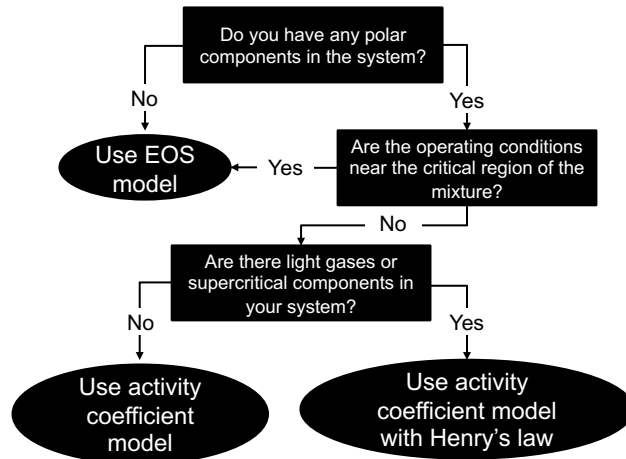 Do you have any polar
components in the system?
No
Yes
Use EOS
model
Yes
Are the operating conditions
near the critical region of the
mixture?
No
Are there light gases or
supercritical components in
your system?
No
Yes
Use activity
coefficient
model
Use activity
coefficient model
with Henry's law